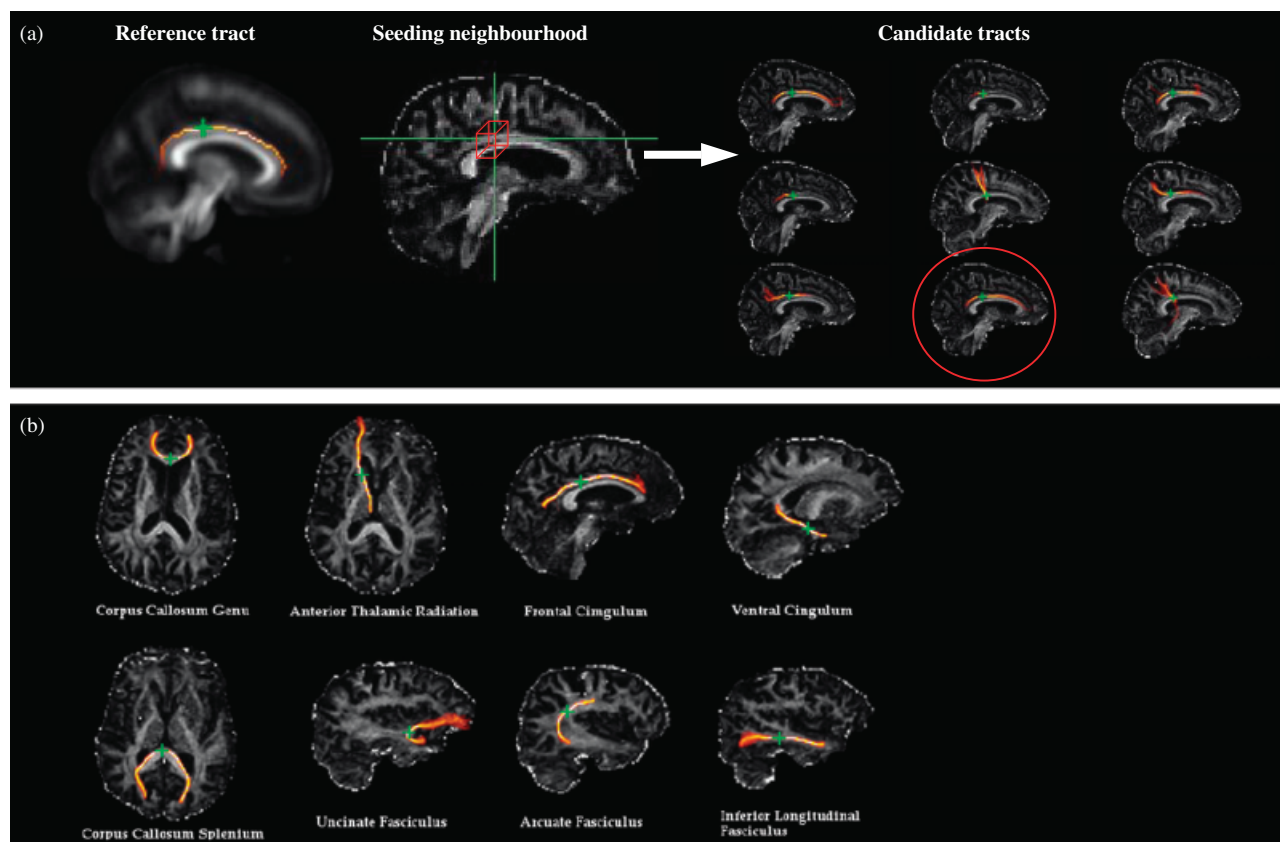 (a)
Reference tract
Seeding neighbourhood
Candidate tracts
(b)
Corpus Callosum Genu
Anterior Thalamic Radiation
Frontal Cimgulum
Ventral Cingulum
Corpus Callosum Splenium
Uncinate Fasciculus
Arcuate Fasciculus
Inferior Longitudinal
Fasciculus